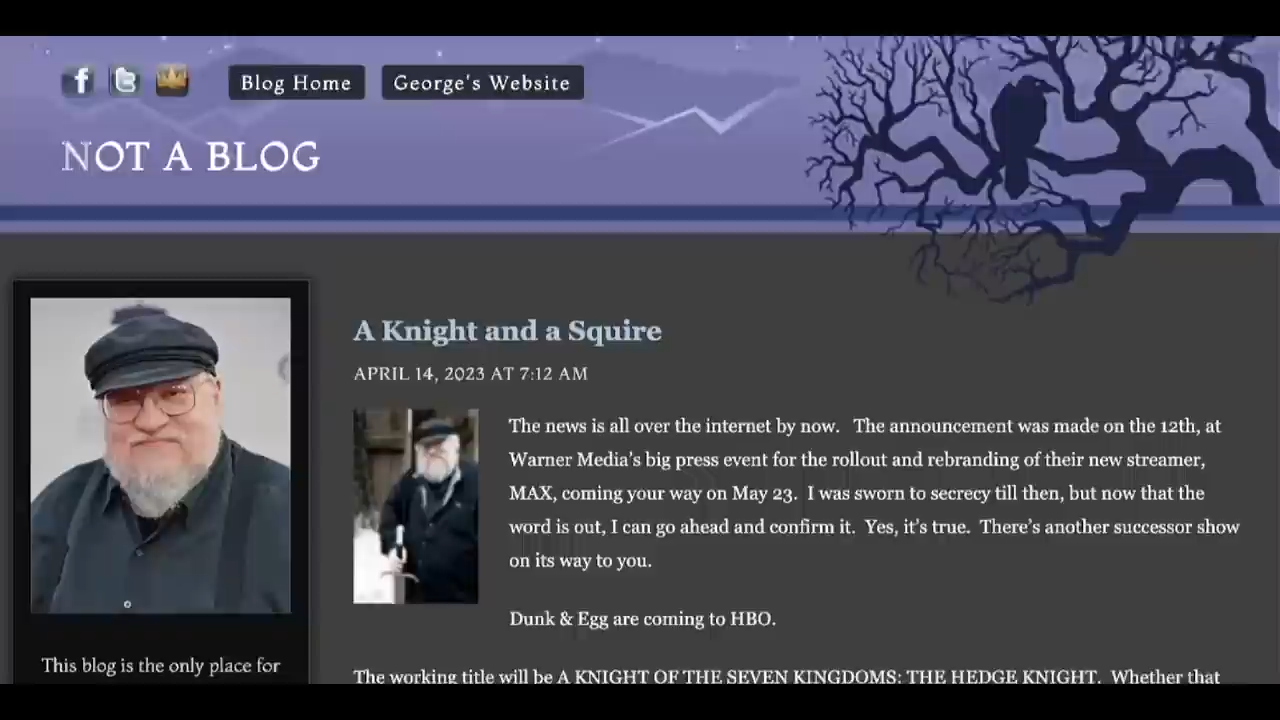 Blog Home
George's Website
NOT A BLOG
A Knight and a Squire
APRIL 14, 2023 AT 7:12 AM
The news is all over the internet by now. The announcement was made on the 12th, at
Warner Media's big press event for the rollout and rebranding of their new streamer,
MAX, coming your way on May 23. I was sworn to secrecy till then, but now that the
word is out, I can go ahead and confirm it. Yes, it's true. There's another successor show
on its way to you.
Dunk & Egg are coming to HBO.
This blog is the only place for
The working title will be A KNIGHT OF THE SEVEN KINGDOMS: THE HEDGE KNIGHT. Whether that